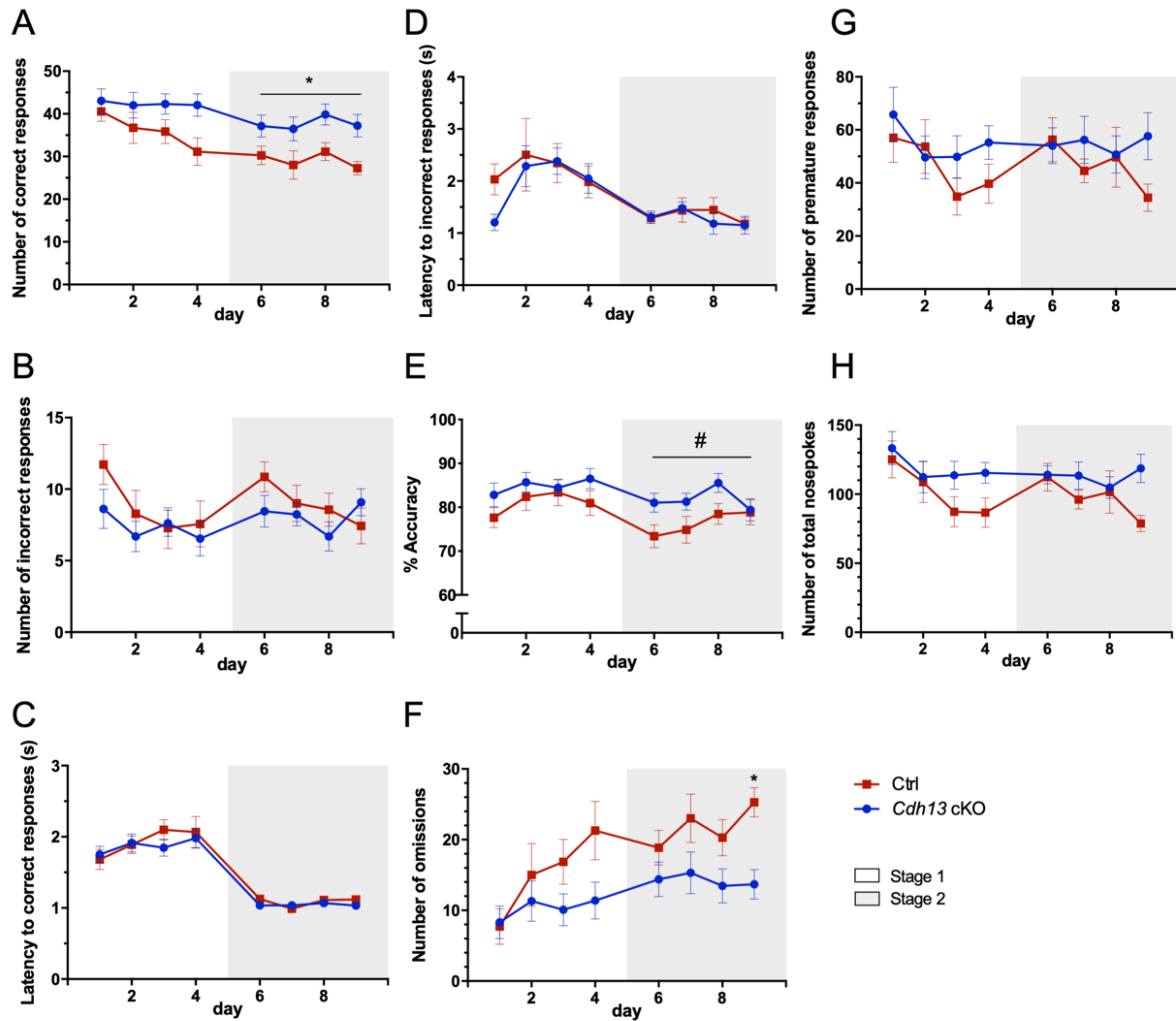 A
Number of correct responses
50
40
30
20
10
0
*
2 4 6 8
day
B
Number of incorrect responses
15
10
5
0
2 4 6 8
day
C
Latency to correct responses (s)
3
2
1
0
2 4 6 8
day
D
Latency to incorrect responses (s)
4
3
2
1
0
2 4 6 8
day
E
% Accuracy
100
90
80
70
60
0
#
2 4 6 8
day
F
Number of omissions
30
20
10
0
*
2 4 6 8
day
G
Number of premature responses
80
60
40
20
0
2 4 6 8
day
H
Number of total nosepokes
150
100
50
0
2 4 6 8
day
Ctrl
Cdh13 cKO
Stage 1
Stage 2